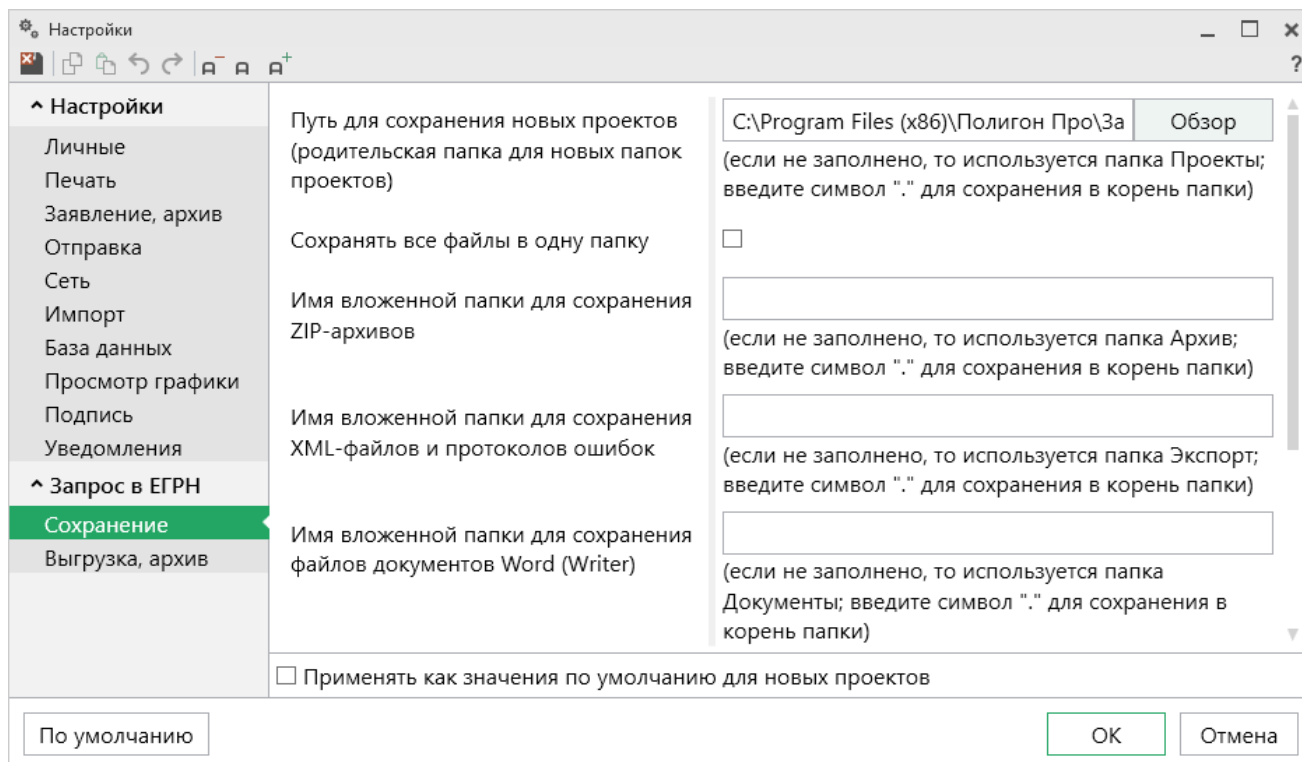 Настройки
?
Настройки
Личные
Печать
Заявление, архив
Отправка
Сеть
Импорт
База данных
Просмотр графики
Подпись
Уведомления
Запрос в ЕГРН
Сохранение
Выгрузка, архив
Путь для сохранения новых проектов
(родительская папка для новых папок
проектов)
C:\Program Files (x86)\Полигон Про\За
Обзор
(если не заполнено, то используется папка Проекты;
введите символ "." для сохранения в корень папки)
Сохранять все файлы в одну папку
Имя вложенной папки для сохранения
ZIP-архивов
(если не заполнено, то используется папка Архив;
введите символ "." для сохранения в корень папки)
Имя вложенной папки для сохранения
XML-файлов и протоколов ошибок
(если не заполнено, то используется папка Экспорт;
введите символ "." для сохранения в корень папки)
Имя вложенной папки для сохранения
файлов документов Word (Writer)
(если не заполнено, то используется папка
Документы; введите символ "." для сохранения в
корень папки)
Применять как значения по умолчанию для новых проектов
По умолчанию
ОК
Отмена